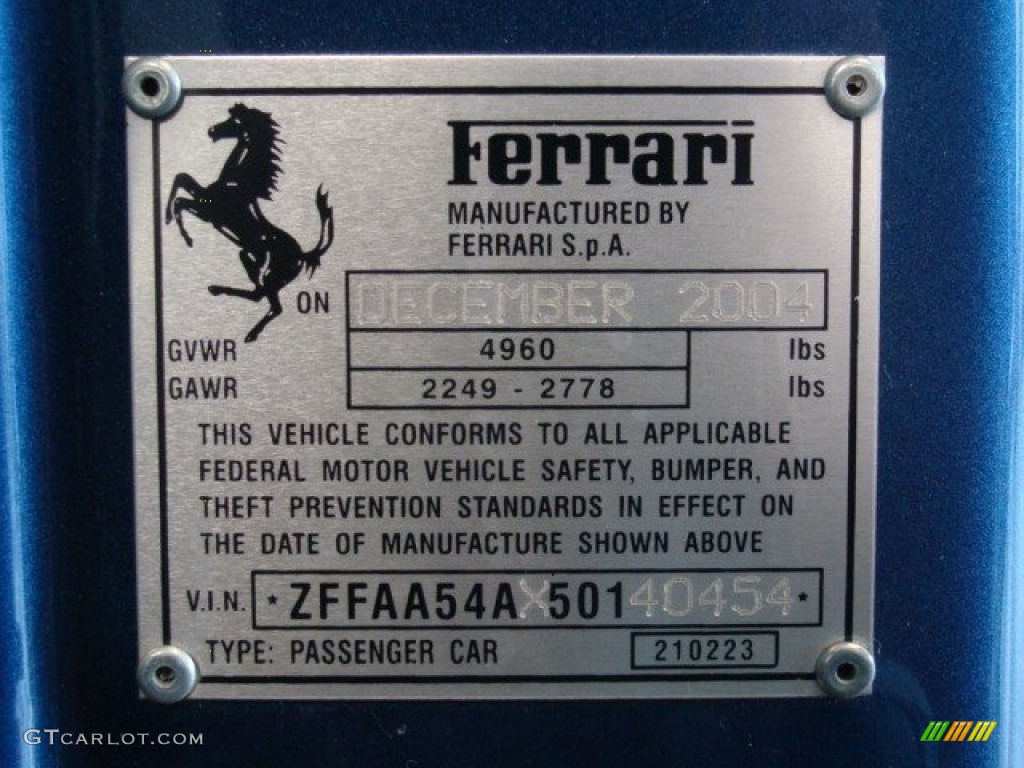 Ferrari
MANUFACTURED BY
FERRARI S.p.A.
ON DECEMBER 2004
GVWR 4960 lbs
GAWR 2249 - 2778 lbs
THIS VEHICLE CONFORMS TO ALL APPLICABLE
FEDERAL MOTOR VEHICLE SAFETY, BUMPER, AND
THEFT PREVENTION STANDARDS IN EFFECT ON
THE DATE OF MANUFACTURE SHOWN ABOVE
V.I.N. * ZFFAA54AX50140454 *
TYPE: PASSENGER CAR 210223
GTCARLOT.COM